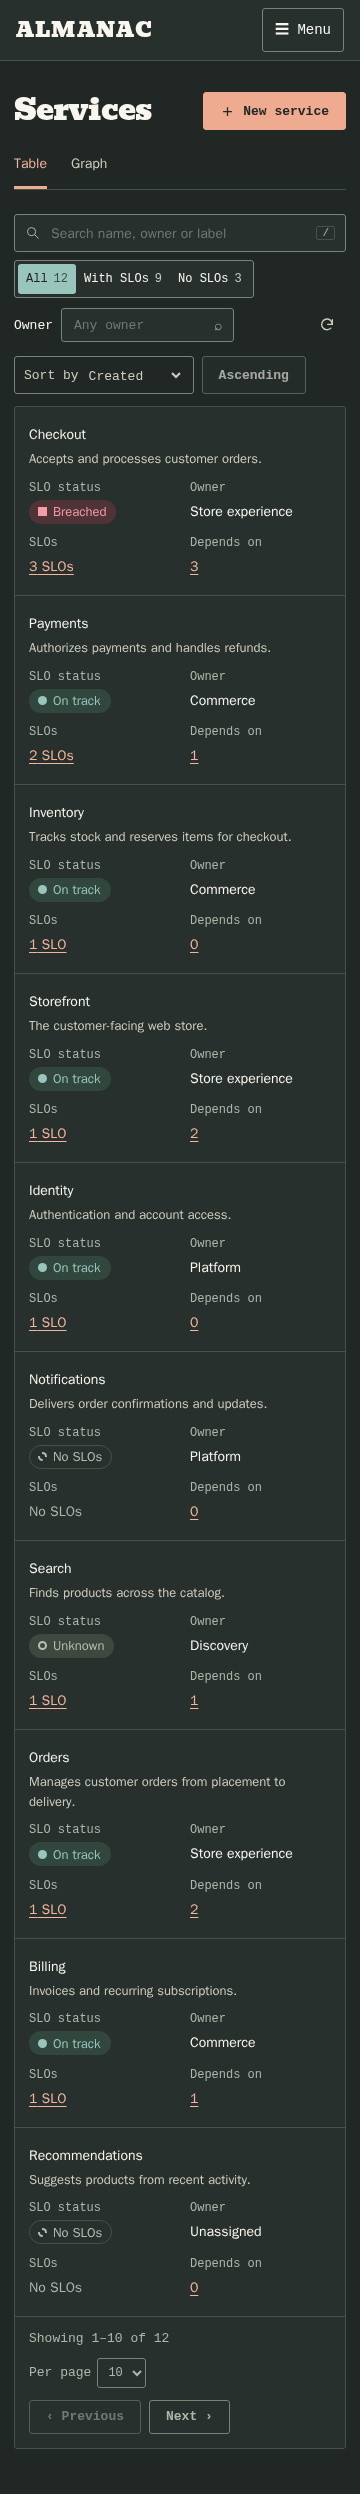 ALMANAC
☰ Menu
Services
+ New service
Table Graph
Search name, owner or label /
All 12 With SLOs 9 No SLOs 3
Owner Any owner
Sort by Created Ascending
Checkout
Accepts and processes customer orders.
SLO status Owner
Breached Store experience
SLOs Depends on
3 SLOs 3
Payments
Authorizes payments and handles refunds.
SLO status Owner
On track Commerce
SLOs Depends on
2 SLOs 1
Inventory
Tracks stock and reserves items for checkout.
SLO status Owner
On track Commerce
SLOs Depends on
1 SLO 0
Storefront
The customer-facing web store.
SLO status Owner
On track Store experience
SLOs Depends on
1 SLO 2
Identity
Authentication and account access.
SLO status Owner
On track Platform
SLOs Depends on
1 SLO 0
Notifications
Delivers order confirmations and updates.
SLO status Owner
No SLOs Platform
SLOs Depends on
No SLOs 0
Search
Finds products across the catalog.
SLO status Owner
Unknown Discovery
SLOs Depends on
1 SLO 1
Orders
Manages customer orders from placement to
delivery.
SLO status Owner
On track Store experience
SLOs Depends on
1 SLO 2
Billing
Invoices and recurring subscriptions.
SLO status Owner
On track Commerce
SLOs Depends on
1 SLO 1
Recommendations
Suggests products from recent activity.
SLO status Owner
No SLOs Unassigned
SLOs Depends on
No SLOs 0
Showing 1–10 of 12
Per page 10
‹ Previous Next ›